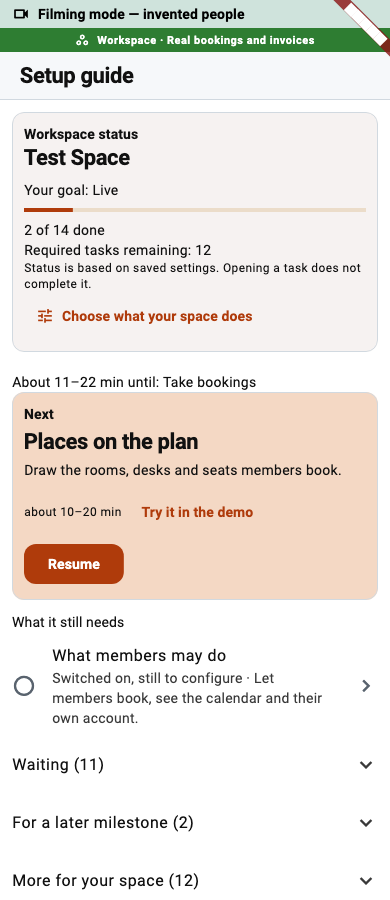 Filming mode — invented people
Workspace · Real bookings and invoices
Setup guide
Workspace status
Test Space
Your goal: Live
2 of 14 done
Required tasks remaining: 12
Status is based on saved settings. Opening a task does not
complete it.
Choose what your space does
About 11–22 min until: Take bookings
Next
Places on the plan
Draw the rooms, desks and seats members book.
about 10–20 min Try it in the demo
Resume
What it still needs
What members may do
Switched on, still to configure · Let
members book, see the calendar and their
own account.
Waiting (11)
For a later milestone (2)
More for your space (12)